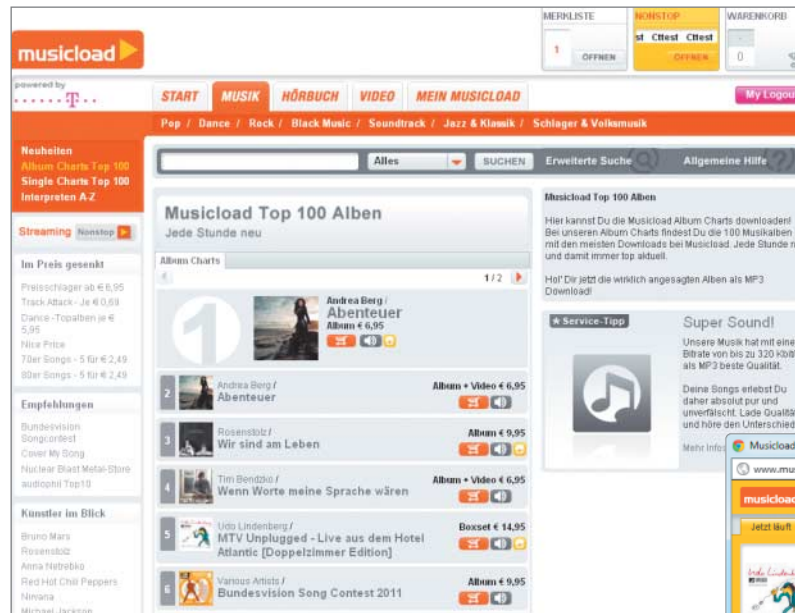 MERKLISTE
1
ÖFFNEN
NONSTOP
st Cttest Cttest
ÖFFNEN
WARENKORB
0
musicload
powered by
T
START
MUSIK
HÖRBUCH
VIDEO
MEIN MUSICLOAD
My Logout
Pop / Dance / Rock / Black Music / Soundtrack / Jazz & Klassik / Schlager & Volksmusik
Neuheiten
Album Charts Top 100
Single Charts Top 100
Interpreten A-Z
Streaming Nonstop
Im Preis gesenkt
Preisschlager ab € 6,95
Track Attack - Je € 0,69
Dance -Topalben je €
5,95
Nice Price
70er Songs - 5 für € 2,49
80er Songs - 5 für € 2,49
Empfehlungen
Bundesvision
Songcontest
Cover My Song
Nuclear Blast Metal-Store
audiophil Top10
Künstler im Blick
Bruno Mars
Rosenstolz
Anna Netrebko
Red Hot Chili Peppers
Nirvana
Michael Jackson
Alles
SUCHEN
Erweiterte Suche
Allgemeine Hilfe
Musicload Top 100 Alben
Jede Stunde neu
Album Charts
1/2
1
Andrea Berg /
Abenteuer
Album € 6,95
2
Andrea Berg /
Abenteuer
Album + Video € 6,95
3
Rosenstolz /
Wir sind am Leben
Album € 9,95
4
Tim Bendzko /
Wenn Worte meine Sprache wären
Album + Video € 6,95
5
Udo Lindenberg /
MTV Unplugged - Live aus dem Hotel
Atlantic [Doppelzimmer Edition]
Boxset € 14,95
6
Various Artists /
Bundesvision Song Contest 2011
Album € 9,95
Musicload Top 100 Alben
Hier kannst Du die Musicload Album Charts downloaden!
Bei unseren Album Charts findest Du die 100 Musikalben
mit den meisten Downloads bei Musicload. Jede Stunde n
und damit immer top aktuell.
Hol' Dir jetzt die wirklich angesagten Alben als MP3
Download!
Service-Tipp
Super Sound!
Unsere Musik hat mit eine
Bitrate von bis zu 320 Kbit/
als MP3 beste Qualität.
Deine Songs erlebst Du
daher absolut pur und
unverfälscht. Lade Qualität
und höre den Unterschied
Mehr Infos
Musicload
www.mus
musicload
Jetzt läuft